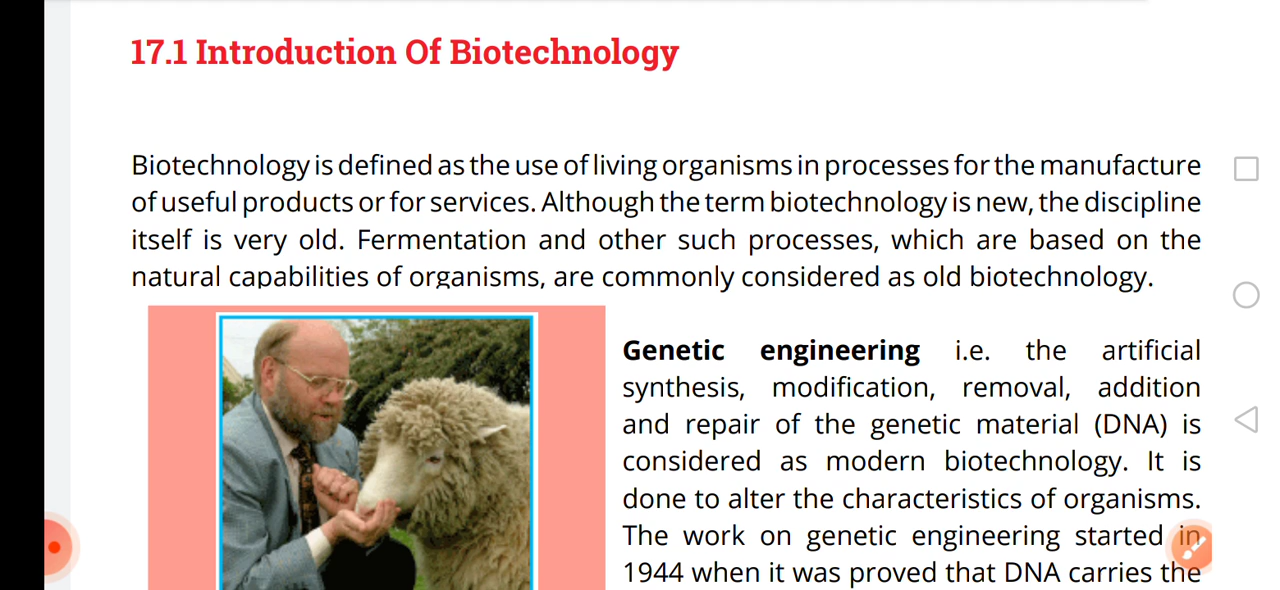 17.1 Introduction Of Biotechnology
Biotechnology is defined as the use of living organisms in processes for the manufacture
of useful products or for services. Although the term biotechnology is new, the discipline
itself is very old. Fermentation and other such processes, which are based on the
natural capabilities of organisms, are commonly considered as old biotechnology.
Genetic engineering i.e. the artificial
synthesis, modification, removal, addition
and repair of the genetic material (DNA) is
considered as modern biotechnology. It is
done to alter the characteristics of organisms.
The work on genetic engineering started in
1944 when it was proved that DNA carries the